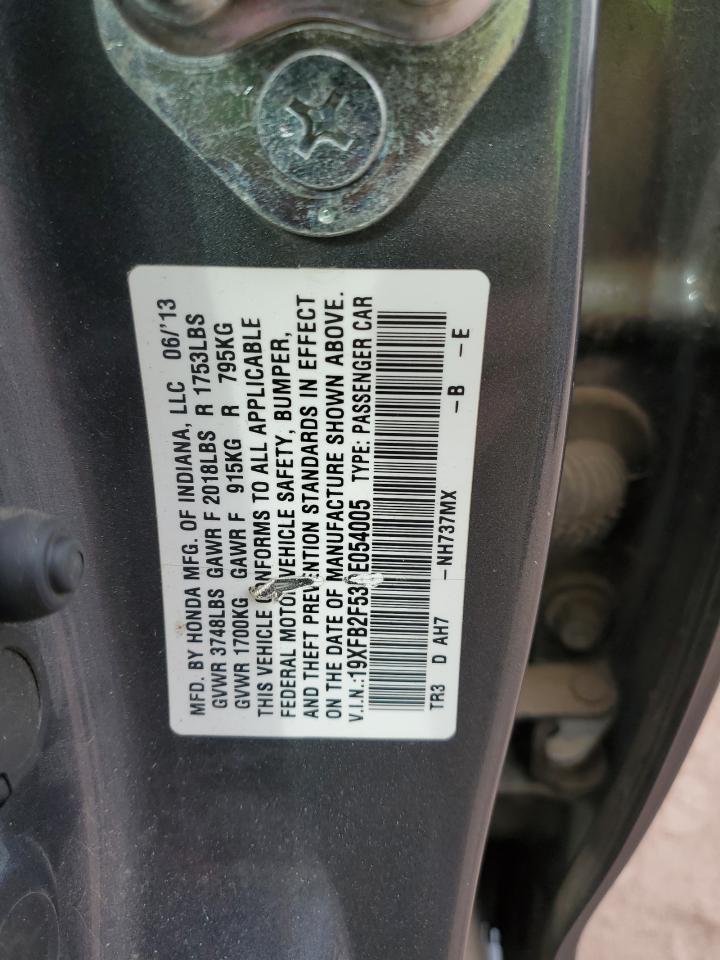 MFD. BY HONDA MFG. OF INDIANA, LLC 06/'13
GVWR 3748LBS GAWR F 2018LBS R 1753LBS
GVWR 1700KG GAWR F 915KG R 795KG
THIS VEHICLE CONFORMS TO ALL APPLICABLE
FEDERAL MOTOR VEHICLE SAFETY, BUMPER,
AND THEFT PREVENTION STANDARDS IN EFFECT
ON THE DATE OF MANUFACTURE SHOWN ABOVE.
V.I.N.: TYPE: PASSENGER CAR
TR3 D AH7 -NH737MX -B -E